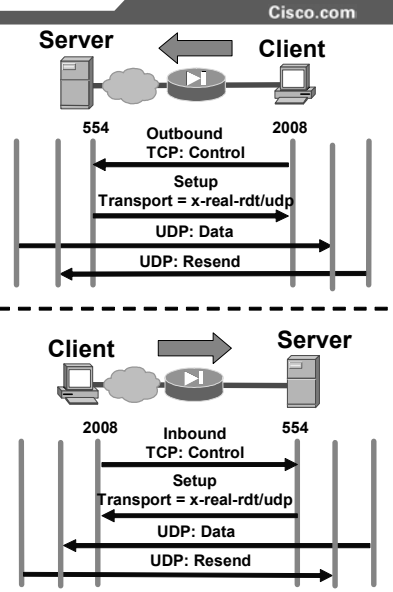 Cisco.com
Server
Client
554
2008
Outbound
TCP: Control
Setup
Transport = x-real-rdt/udp
UDP: Data
UDP: Resend
Client
Server
2008
554
Inbound
TCP: Control
Setup
Transport = x-real-rdt/udp
UDP: Data
UDP: Resend